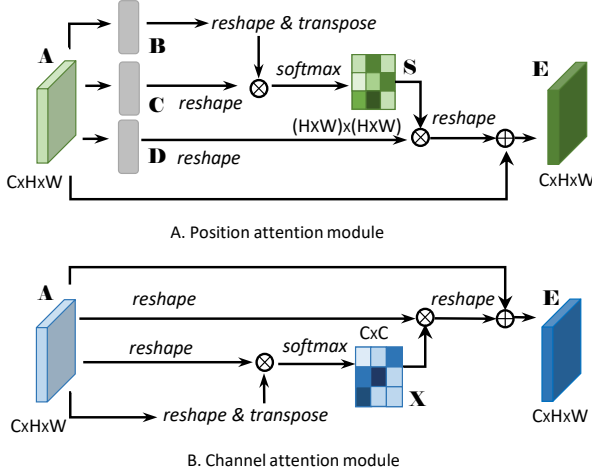 B
reshape & transpose
A
softmax
S
E
C
reshape
(HxW)x(HxW)
reshape
D
reshape
CxHxW
CxHxW
A. Position attention module
A
reshape
reshape
E
CxC
reshape
softmax
X
reshape & transpose
CxHxW
CxHxW
B. Channel attention module